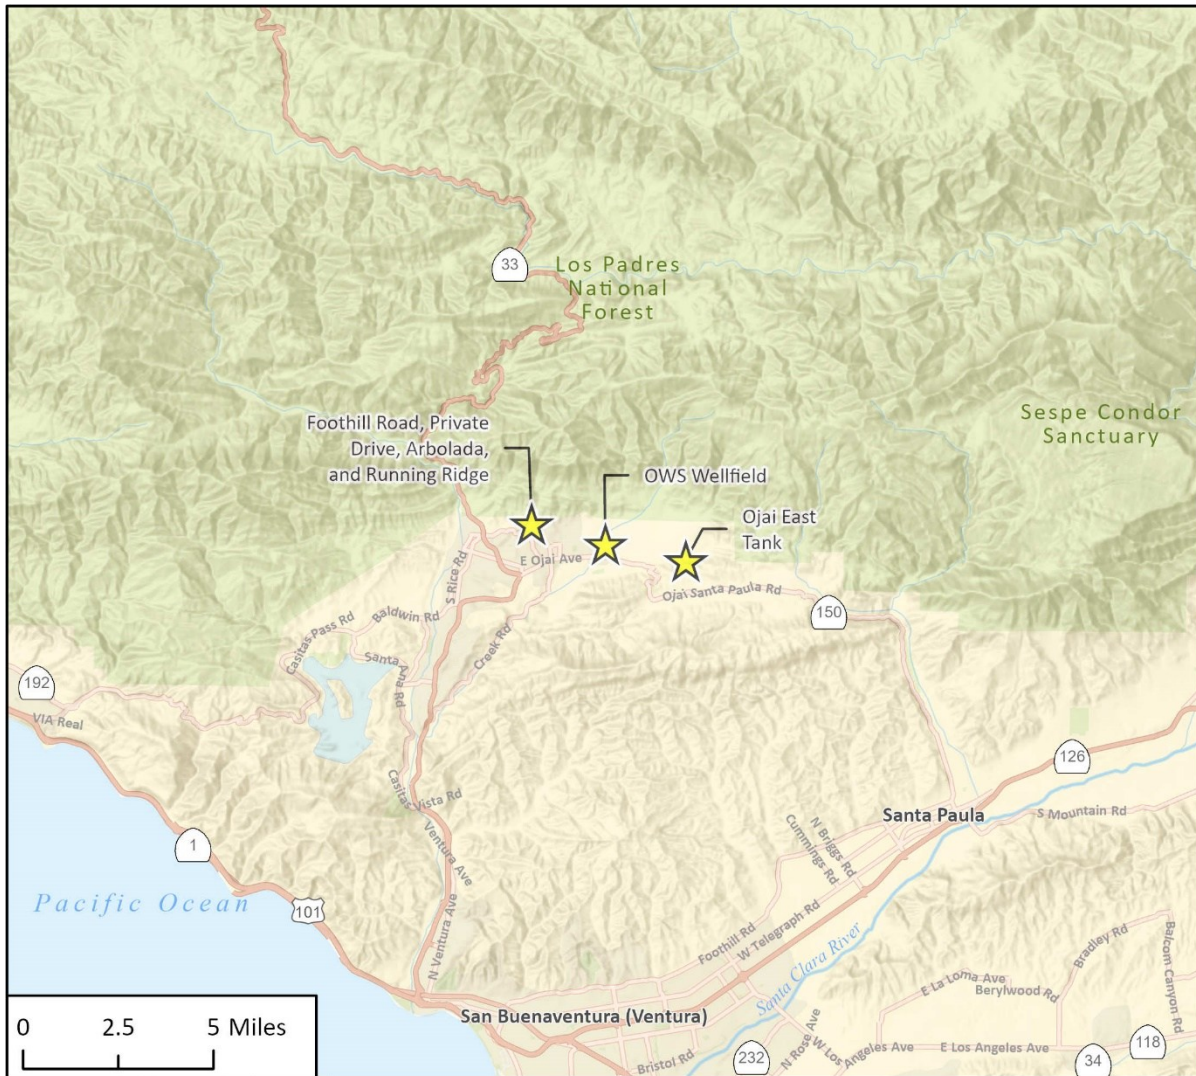 33
Los Padres
National
Forest
Sespe Condor
Sanctuary
Foothill Road, Private
Drive, Arbolada,
and Running Ridge
OWS Wellfield
Ojai East
Tank
E Ojai Ave
S Rice Rd
Ojai Santa Paula Rd
150
Baldwin Rd
Casitas Pass Rd
Creek Rd
Santa Ana Rd
192
VIA Real
126
Casitas Vista Rd
Santa Paula
S Mountain Rd
N Briggs Rd
Cummings Rd
Ventura Ave
1
Pacific Ocean
101
N Ventura Ave
Foothill Rd
W Telegraph Rd
Santa Clara River
Bradley Rd
Balcom Canyon Rd
E La Loma Ave
Berylwood Rd
San Buenaventura (Ventura)
N Rose Ave
W Los Angeles Ave
E Los Angeles Ave
118
34
232
Bristol Rd
0 2.5 5 Miles